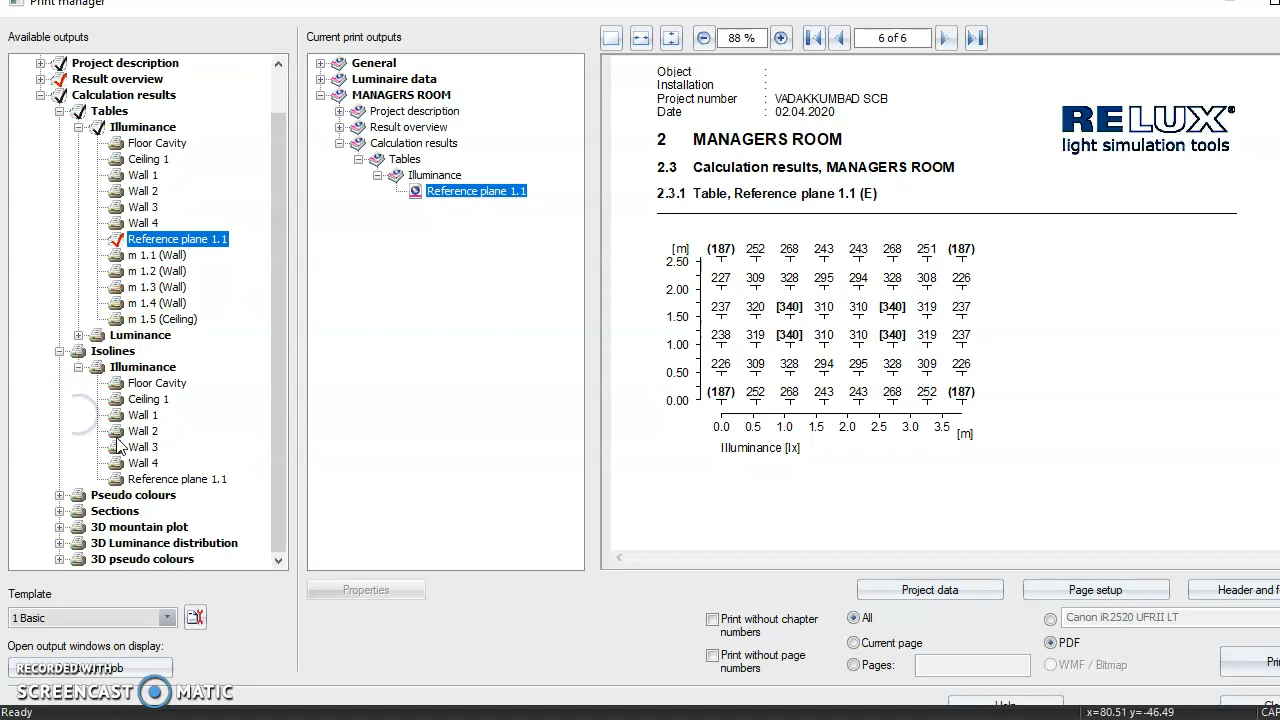 Print manager
Available outputs
Project description
Result overview
Calculation results
Tables
Illuminance
Floor Cavity
Ceiling 1
Wall 1
Wall 2
Wall 3
Wall 4
Reference plane 1.1
m 1.1 (Wall)
m 1.2 (Wall)
m 1.3 (Wall)
m 1.4 (Wall)
m 1.5 (Ceiling)
Luminance
Isolines
Illuminance
Floor Cavity
Ceiling 1
Wall 1
Wall 2
Wall 3
Wall 4
Reference plane 1.1
Pseudo colours
Sections
3D mountain plot
3D Luminance distribution
3D pseudo colours
Template
1 Basic
Open output windows on display:
RECORDED WITH
SCREENCAST MATIC
Ready
Current print outputs
General
Luminaire data
MANAGERS ROOM
Project description
Result overview
Calculation results
Tables
Illuminance
Reference plane 1.1
Properties
88 %
6 of 6
Object :
Installation :
Project number : VADAKKUMBAD SCB
Date : 02.04.2020
RELUX
light simulation tools
2 MANAGERS ROOM
2.3 Calculation results, MANAGERS ROOM
2.3.1 Table, Reference plane 1.1 (E)
[m] (187) 252 268 243 243 268 251 (187)
2.50
227 309 328 295 294 328 308 226
2.00
237 320 [340] 310 310 [340] 319 237
1.50
238 319 [340] 310 310 [340] 319 237
1.00
226 309 328 294 295 328 309 226
0.50
(187) 252 268 243 243 268 252 (187)
0.00
0.0 0.5 1.0 1.5 2.0 2.5 3.0 3.5 [m]
Illuminance [lx]
Project data
Page setup
Header and f
Print without chapter
numbers
Print without page
numbers
All
Current page
Pages:
Canon iR2520 UFRII LT
PDF
WMF / Bitmap
Prin
x=80.51 y=-46.49